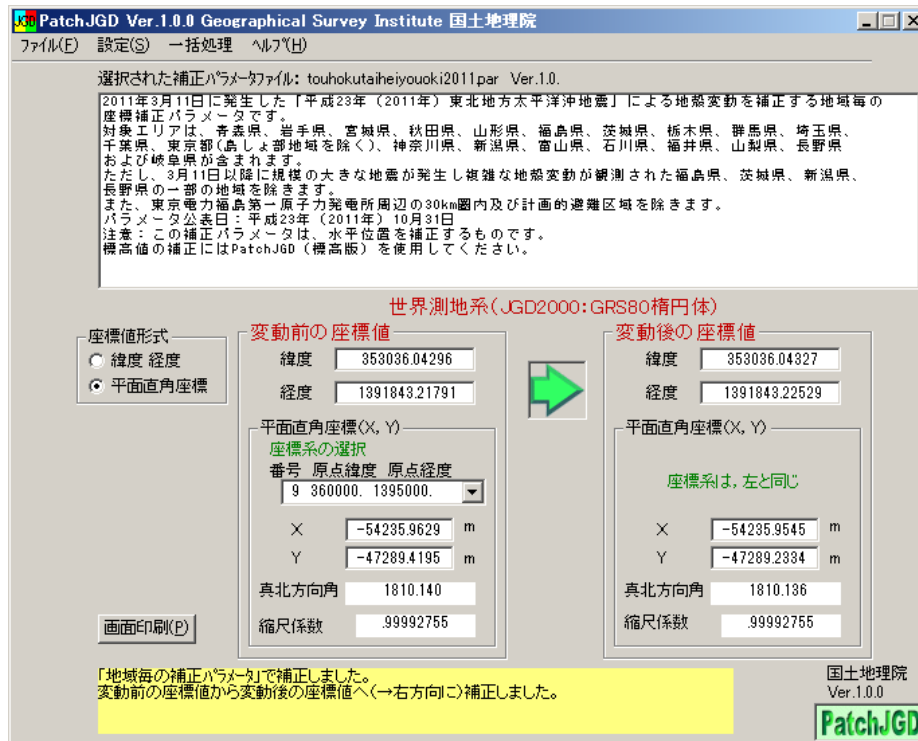 PatchJGD Ver.1.0.0 Geographical Survey Institute 国土地理院
ファイル(F) 設定(S) 一括処理 ヘルプ(H)
選択された補正パラメータファイル: touhokutaiheiyouoki2011.par Ver.1.0.
2011年3月11日に発生した「平成23年(2011年)東北地方太平洋沖地震」による地殻変動を補正する地域毎の
座標補正パラメータです。
対象エリアは、青森県、岩手県、宮城県、秋田県、山形県、福島県、茨城県、栃木県、群馬県、埼玉県、
千葉県、東京都(島しょ部地域を除く)、神奈川県、新潟県、富山県、石川県、福井県、山梨県、長野県
および岐阜県が含まれます。
ただし、3月11日以降に規模の大きな地震が発生し複雑な地殻変動が観測された福島県、茨城県、新潟県、
長野県の一部の地域を除きます。
また、東京電力福島第一原子力発電所周辺の30km圏内及び計画的避難区域を除きます。
パラメータ公表日:平成23年(2011年)10月31日
注意:この補正パラメータは、水平位置を補正するものです。
標高値の補正にはPatchJGD(標高版)を使用してください。
世界測地系(JGD2000:GRS80楕円体)
座標値形式
緯度 経度
平面直角座標
変動前の座標値
緯度 353036.04296
経度 1391843.21791
平面直角座標(X, Y)
座標系の選択
番号 原点緯度 原点経度
9 360000. 1395000.
X -54235.9629 m
Y -47289.4195 m
真北方向角 1810.140
縮尺係数 .99992755
変動後の座標値
緯度 353036.04327
経度 1391843.22529
平面直角座標(X, Y)
座標系は, 左と同じ
X -54235.9545 m
Y -47289.2334 m
真北方向角 1810.136
縮尺係数 .99992755
画面印刷(P)
「地域毎の補正パラメータ」で補正しました。
変動前の座標値から変動後の座標値へ(→右方向に)補正しました。
国土地理院
Ver.1.0.0
PatchJGD